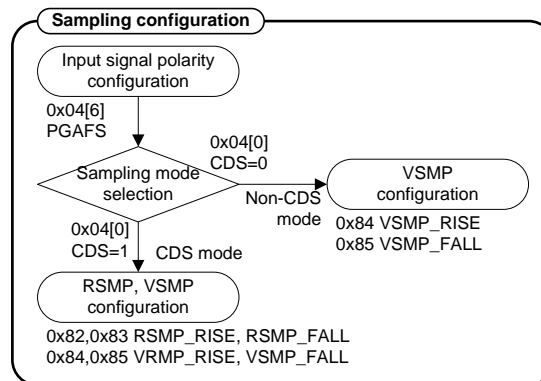 Sampling configuration
Input signal polarity
configuration
0x04[6]
PGAFS
0x04[0]
CDS=0
Sampling mode
selection
Non-CDS
mode
VSMP
configuration
0x84 VSMP_RISE
0x85 VSMP_FALL
0x04[0]
CDS=1
CDS mode
RSMP, VSMP
configuration
0x82,0x83 RSMP_RISE, RSMP_FALL
0x84,0x85 VRMP_RISE, VSMP_FALL